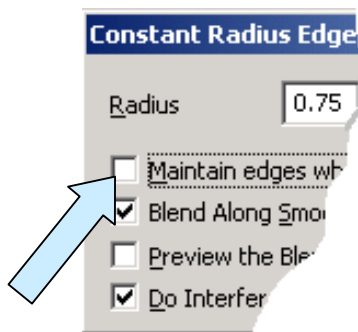 Constant Radius Edge
Radius 0.75
Maintain edges wh
Blend Along Smo
Preview the Ble
Do Interfer